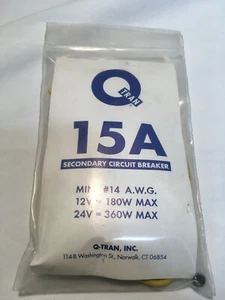 Q
TRAN
15A
SECONDARY CIRCUIT BREAKER
MIN. #14 A.W.G.
12V = 180W MAX
24V = 360W MAX
Q-TRAN, INC.
114-B Washington St., Norwalk, CT 06854